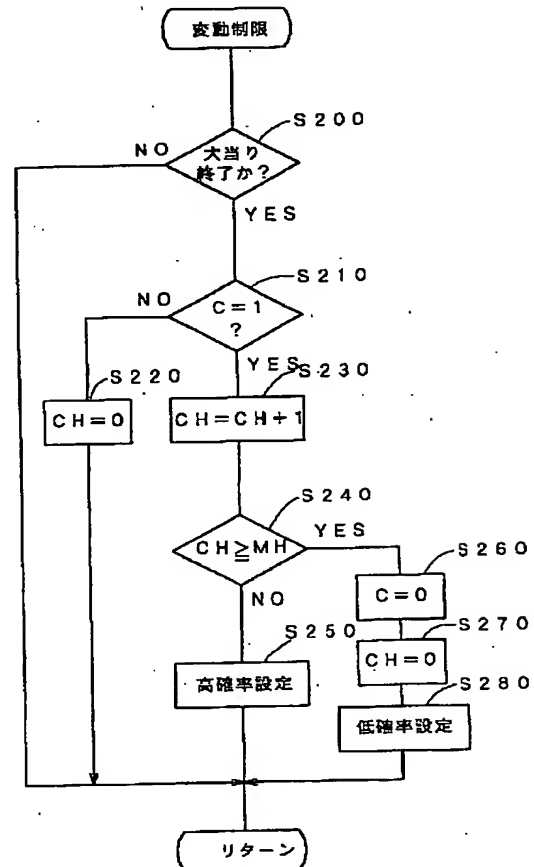 変動制限
S200
NO
大当り
終了か?
YES
S210
NO
C=1
?
YES
S220
S230
CH=0
CH=CH+1
S240
CH≧MH
YES
S260
C=0
NO
S270
S250
CH=0
高確率設定
S280
低確率設定
リターン